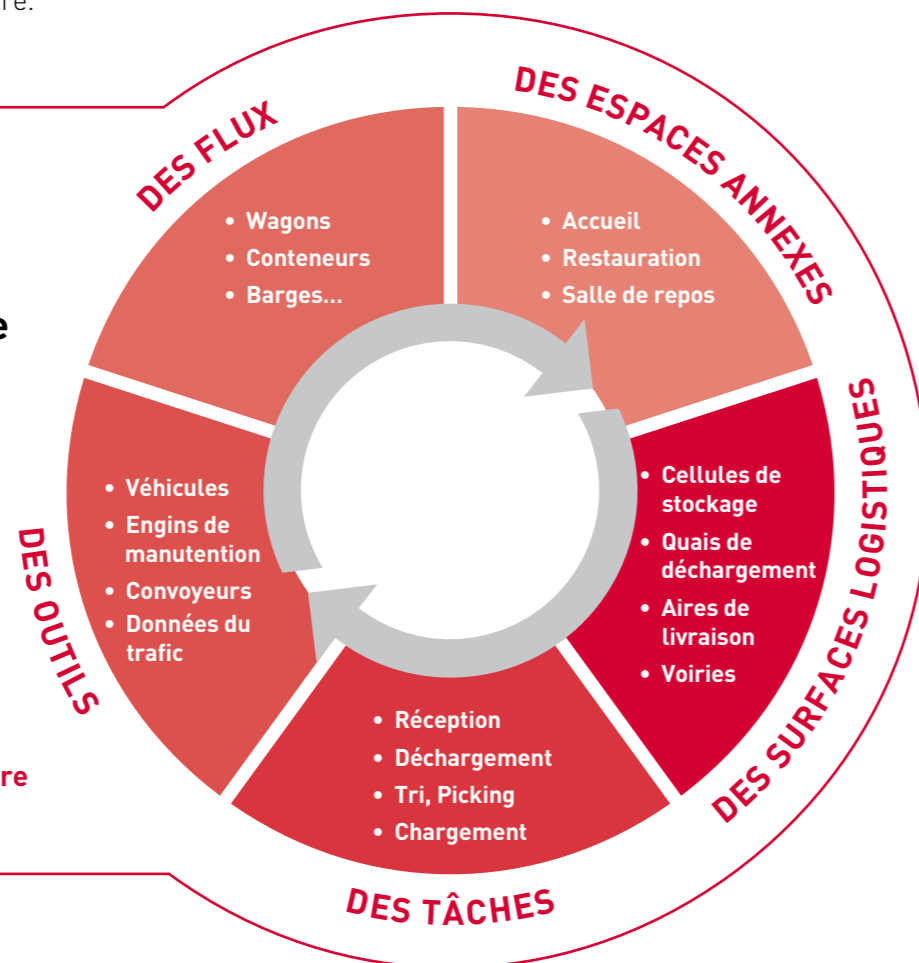 re.
DES FLUX
• Wagons
• Conteneurs
• Barges...
DES ESPACES ANNEXES
• Accueil
• Restauration
• Salle de repos
e
DES SURFACES LOGISTIQUES
• Cellules de
stockage
• Quais de
déchargement
• Aires de
livraison
• Voiries
DES TÂCHES
• Réception
• Déchargement
• Tri, Picking
• Chargement
DES OUTILS
• Véhicules
• Engins de
manutention
• Convoyeurs
• Données du
trafic
re